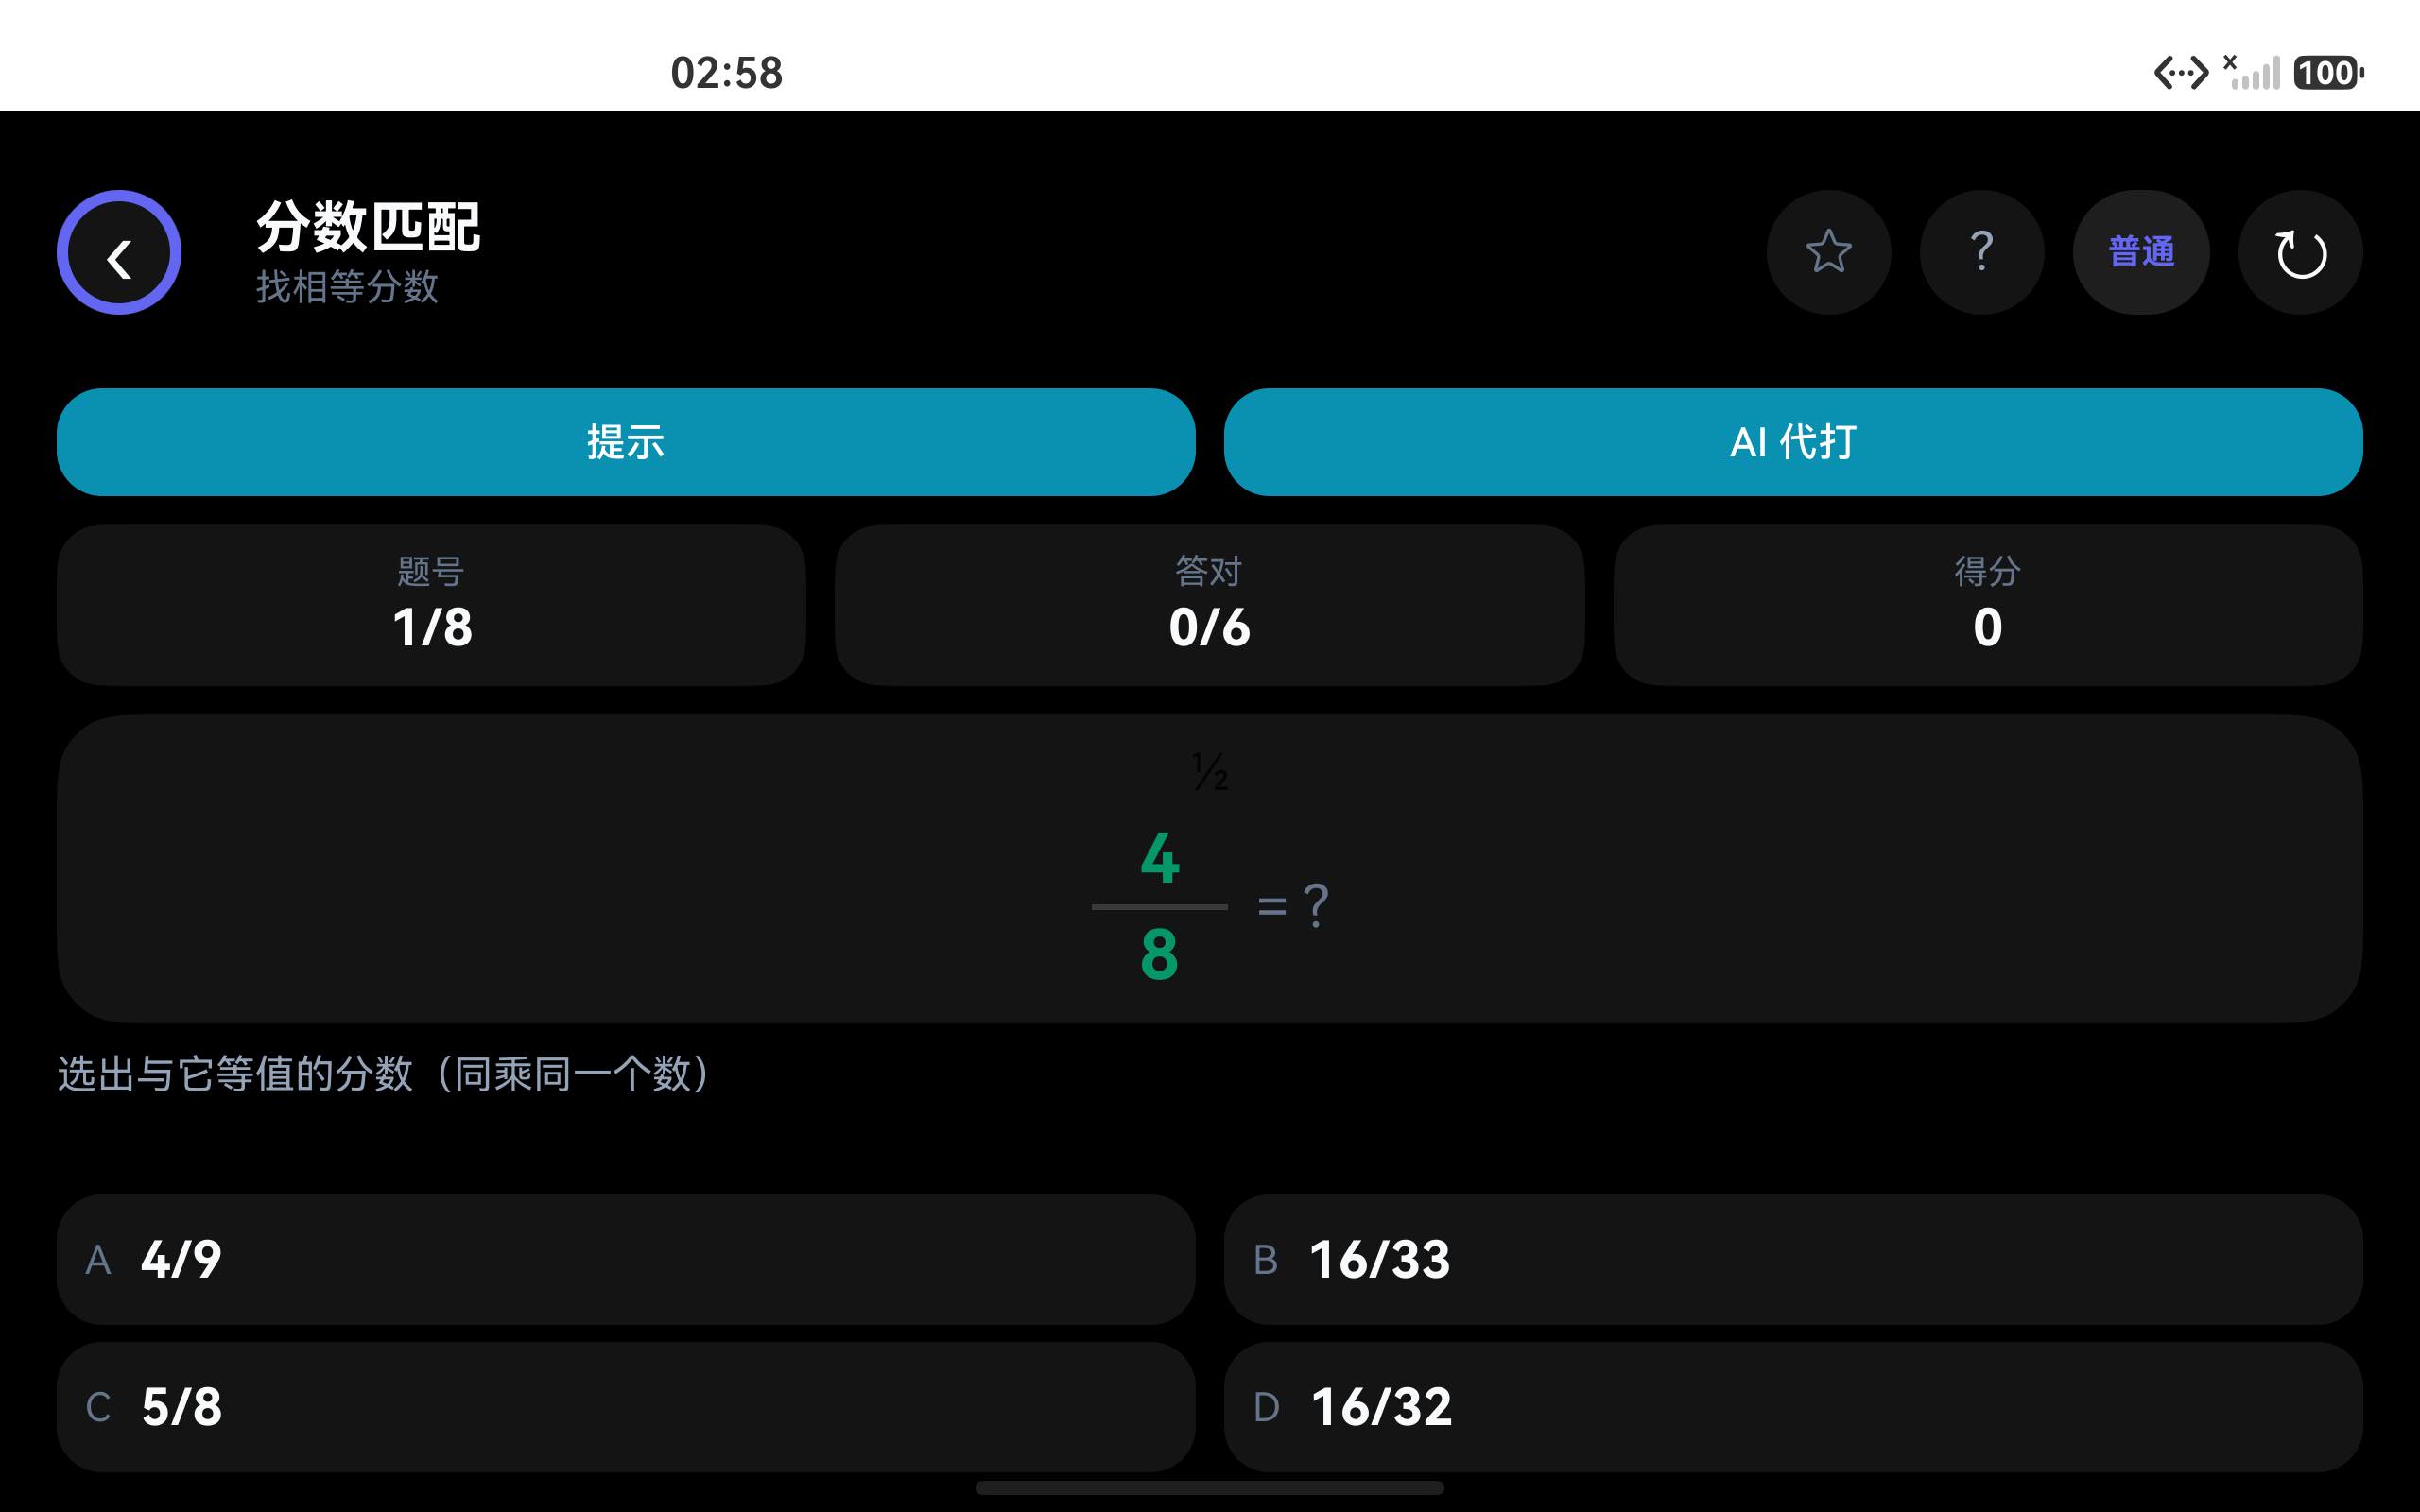 02:58
100
分数匹配
找相等分数
?
普通
提示
AI 代打
题号
1/8
答对
0/6
得分
0
½
4
8
= ?
选出与它等值的分数（同乘同一个数）
A 4/9
B 16/33
C 5/8
D 16/32